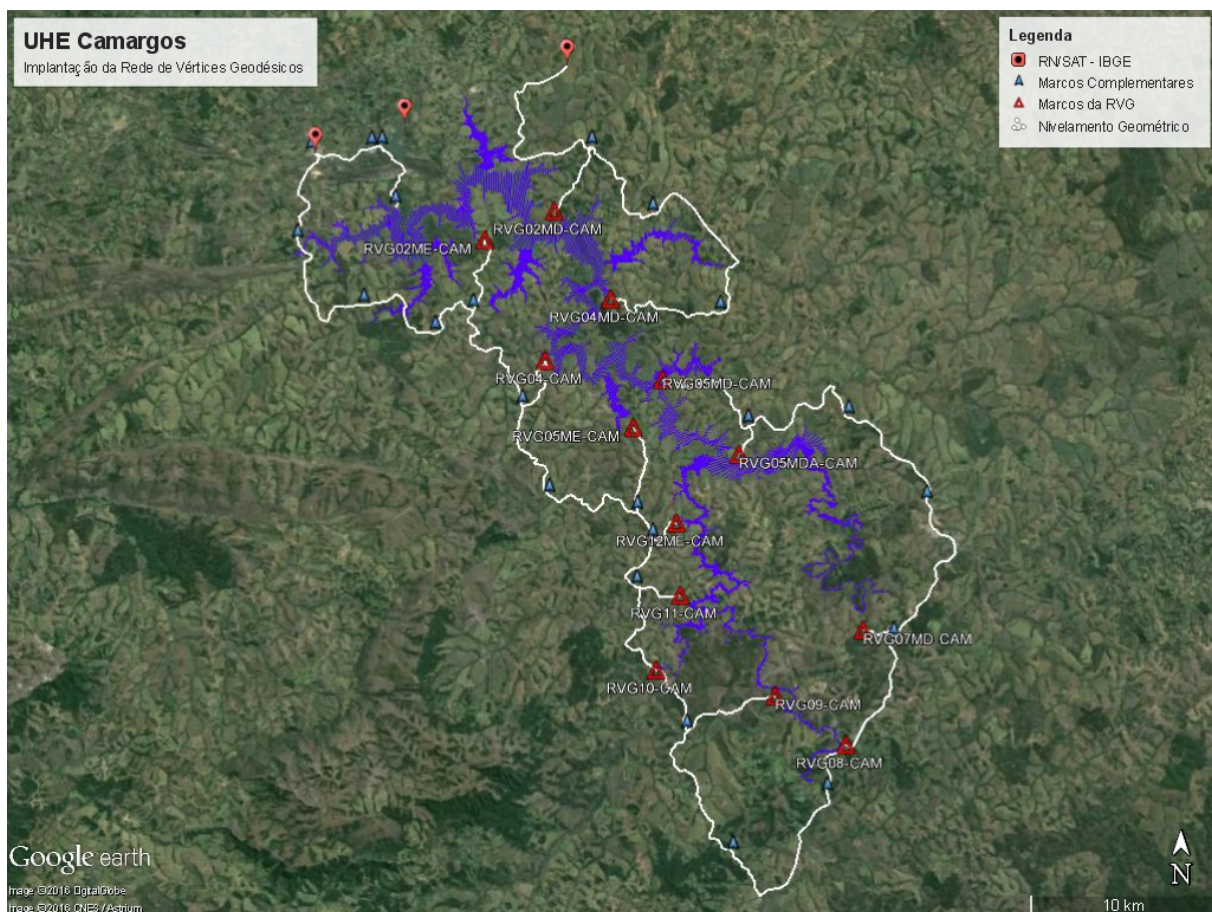 UHE Camargos
Implantação da Rede de Vértices Geodésicos
Legenda
RN/SAT - IBGE
Marcos Complementares
Marcos da RVG
Nivelamento Geométrico
RVG02MD-CAM
RVG02ME-CAM
RVG04MD-CAM
RVG04-CAM
RVG05MD-CAM
RVG05ME-CAM
RVG05MDA-CAM
RVG12ME-CAM
RVG11-CAM
RVG07MD-CAM
RVG10-CAM
RVG09-CAM
RVG08-CAM
Google earth
Image ©2016 DigitalGlobe
Image ©2016 CNES / Astrium
N
10 km